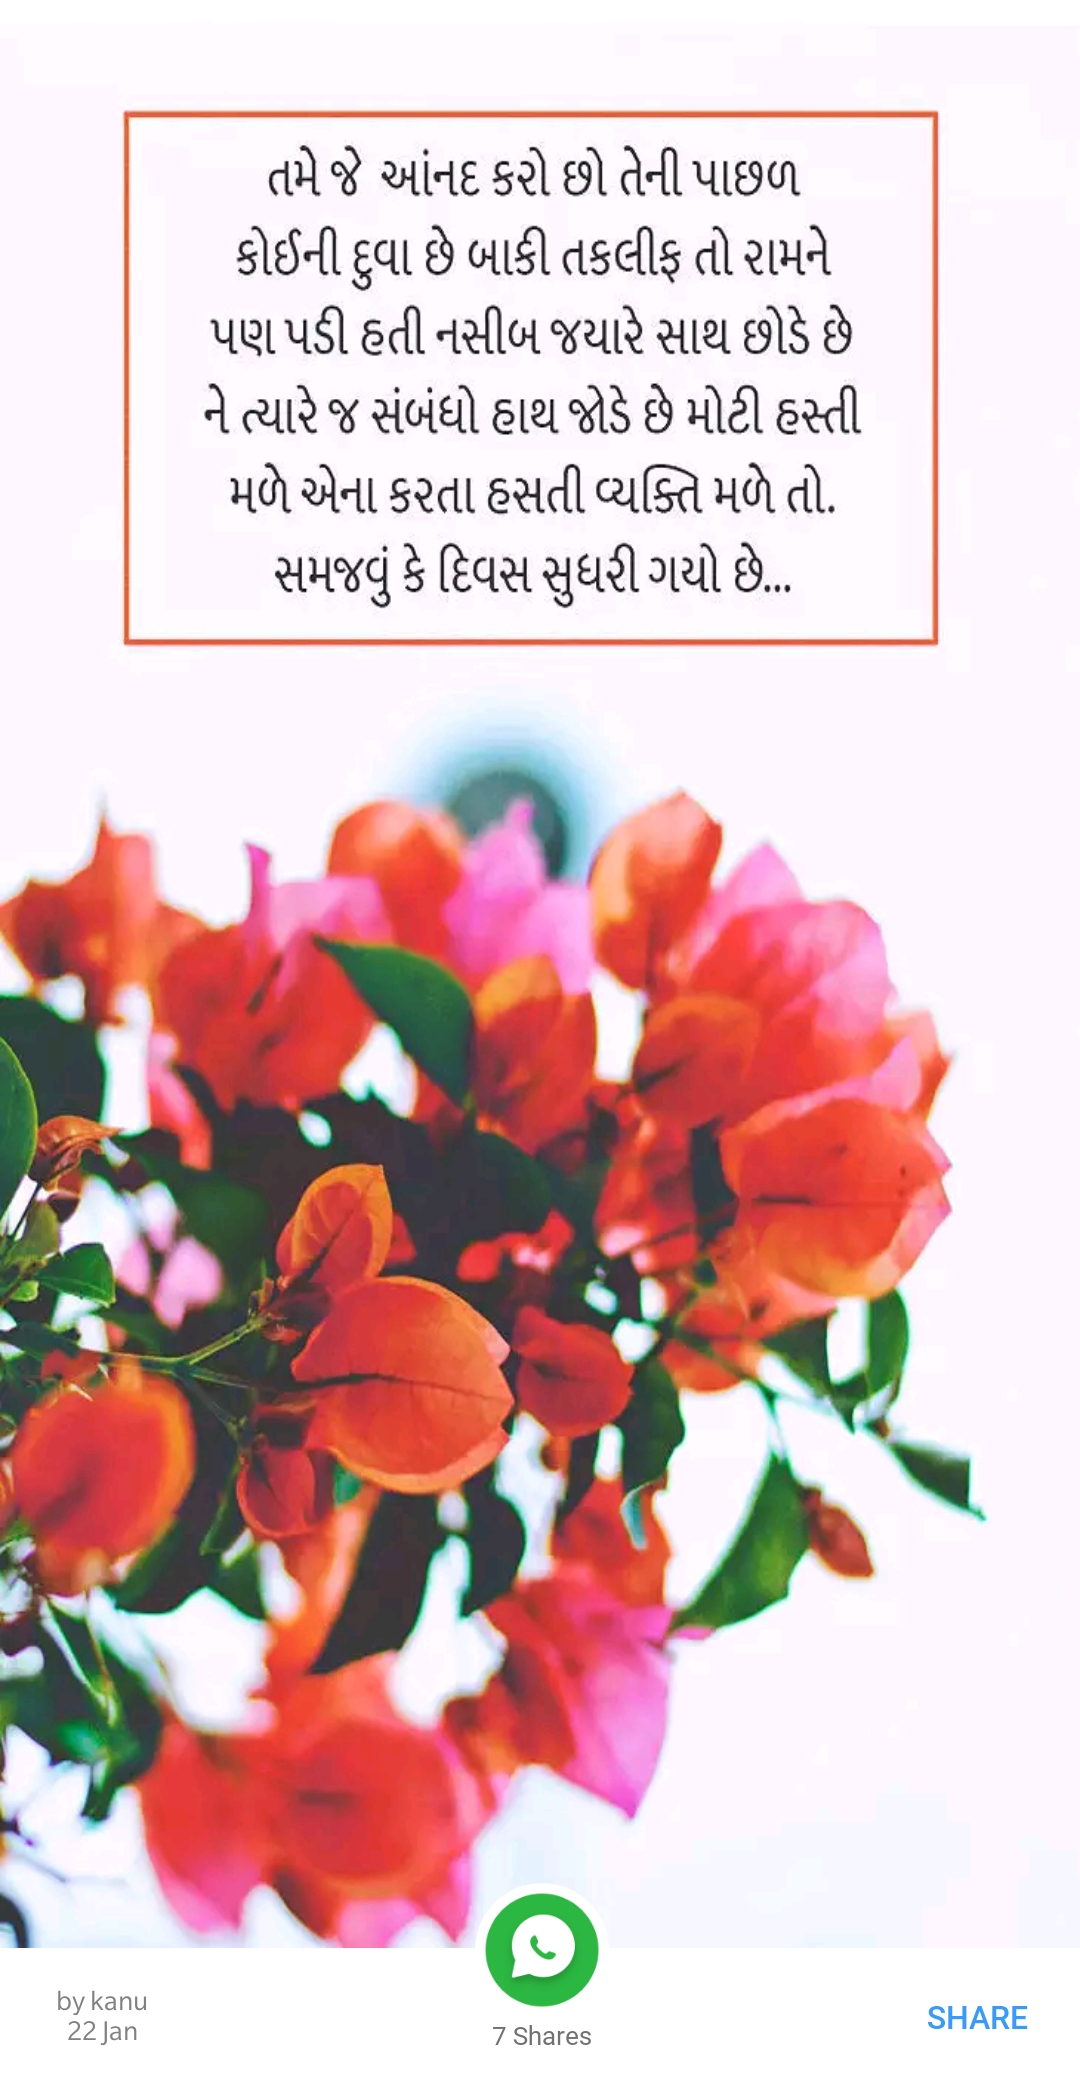 તમે જે આંનદ કરો છો તેની પાછળ
કોઈની દુવા છે બાકી તકલીફ તો રામને
પણ પડી હતી નસીબ જયારે સાથ છોડે છે
ને ત્યારે જ સંબંધો હાથ જોડે છે મોટી હસ્તી
મળે એના કરતા હસતી વ્યક્તિ મળે તો.
સમજવું કે દિવસ સુધરી ગયો છે...
by kanu
22 Jan
7 Shares
SHARE